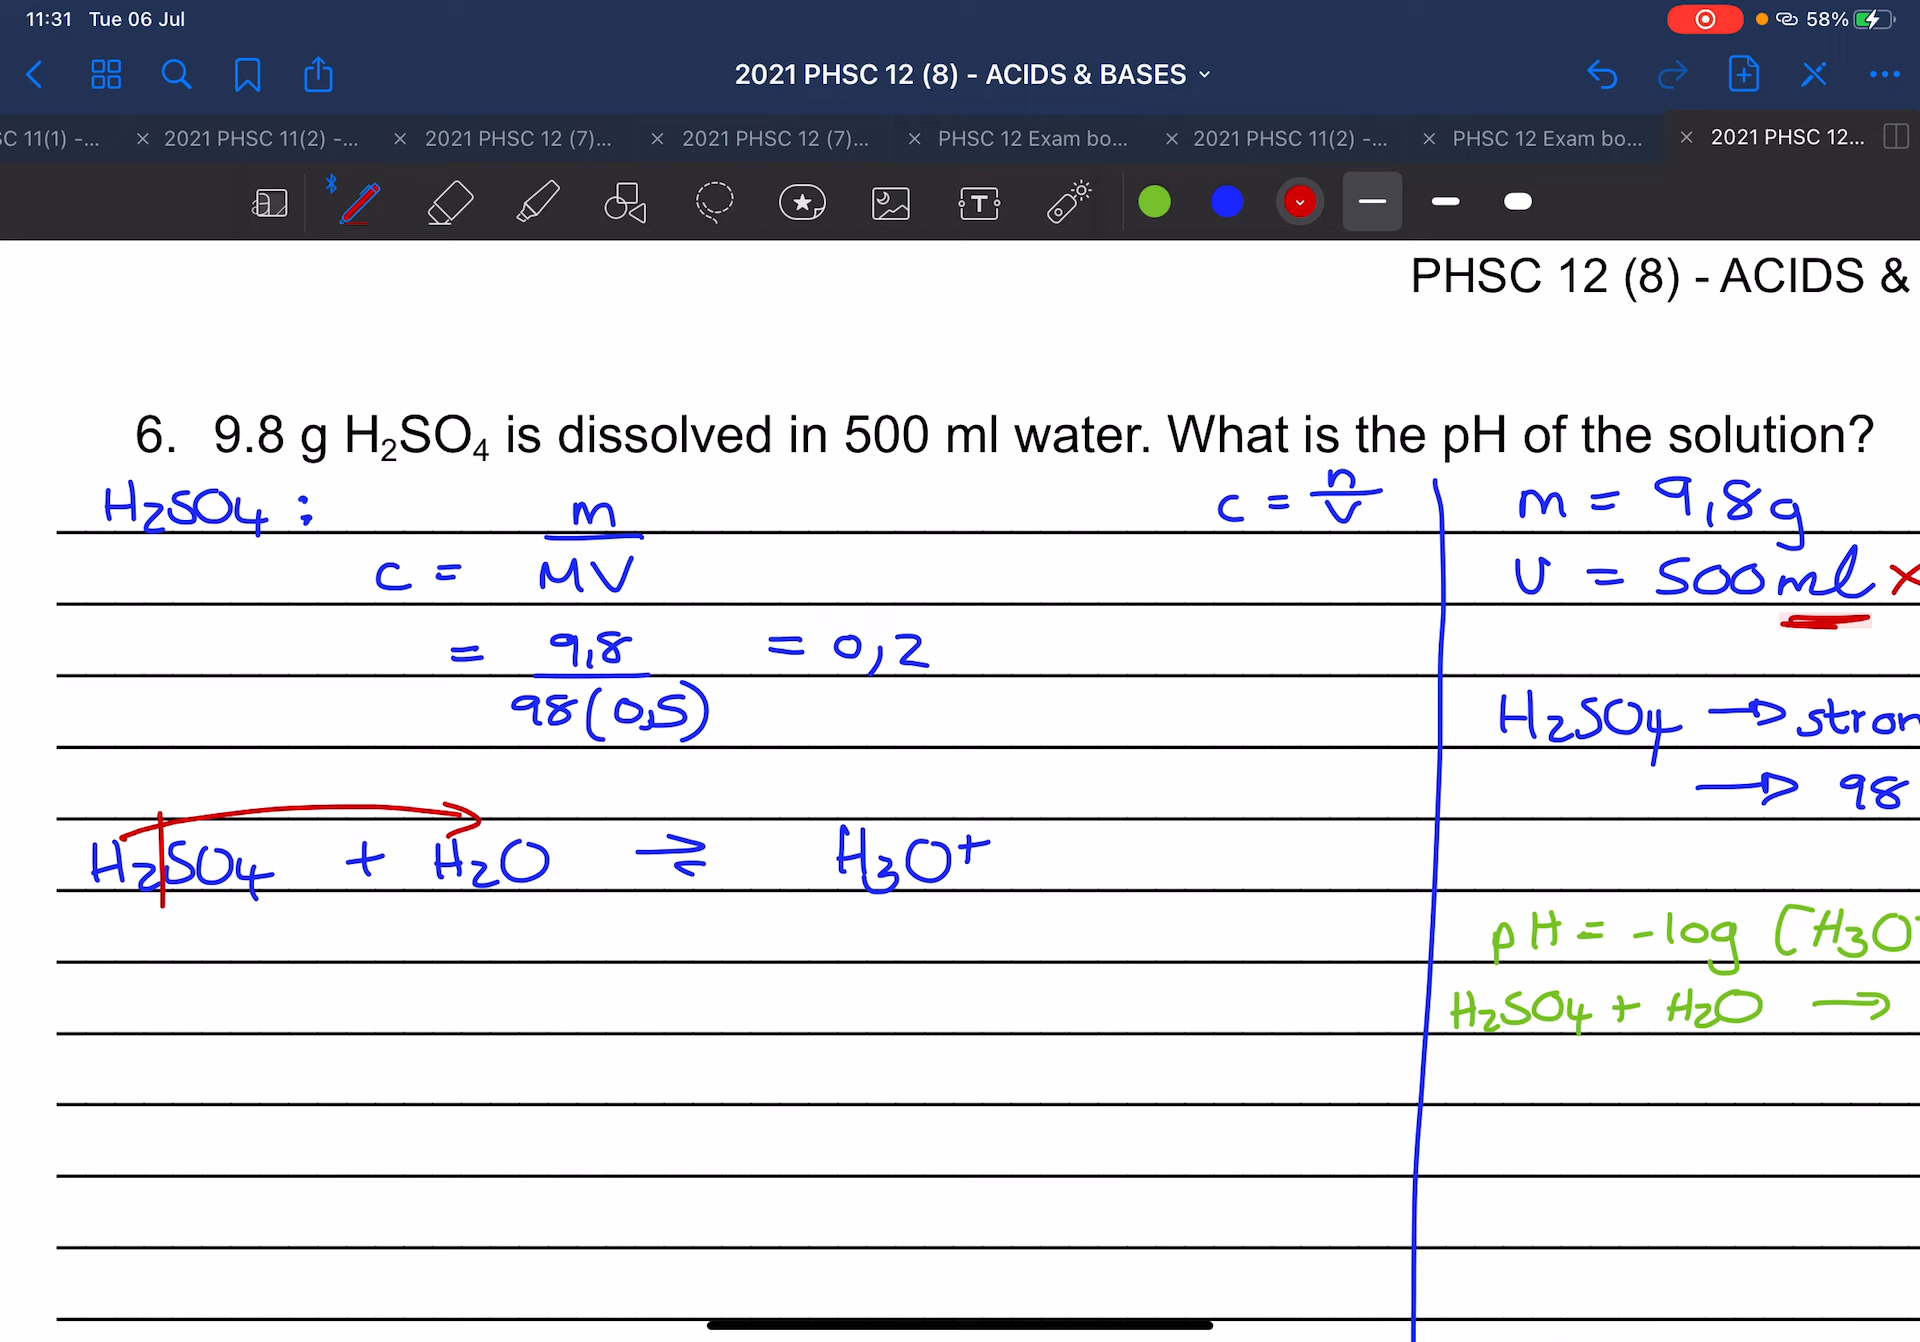 11:31 Tue 06 Jul
58%
2021 PHSC 12 (8) - ACIDS & BASES
C 11(1) -...
2021 PHSC 11(2) -...
2021 PHSC 12 (7)...
2021 PHSC 12 (7)...
PHSC 12 Exam bo...
2021 PHSC 11(2) -...
PHSC 12 Exam bo...
2021 PHSC 12...
T
PHSC 12 (8) - ACIDS &
6. 9.8 g H₂SO₄ is dissolved in 500 ml water. What is the pH of the solution?
H₂SO₄ :
c = m/MV
= 9,8/98(0,5) = 0,2
H₂SO₄ + H₂O ⇌ H₃O⁺
c = n/V
m = 9,8g
V = 500ml ×
H₂SO₄ → stron
→ 98
pH = -log [H₃O⁺
H₂SO₄ + H₂O →